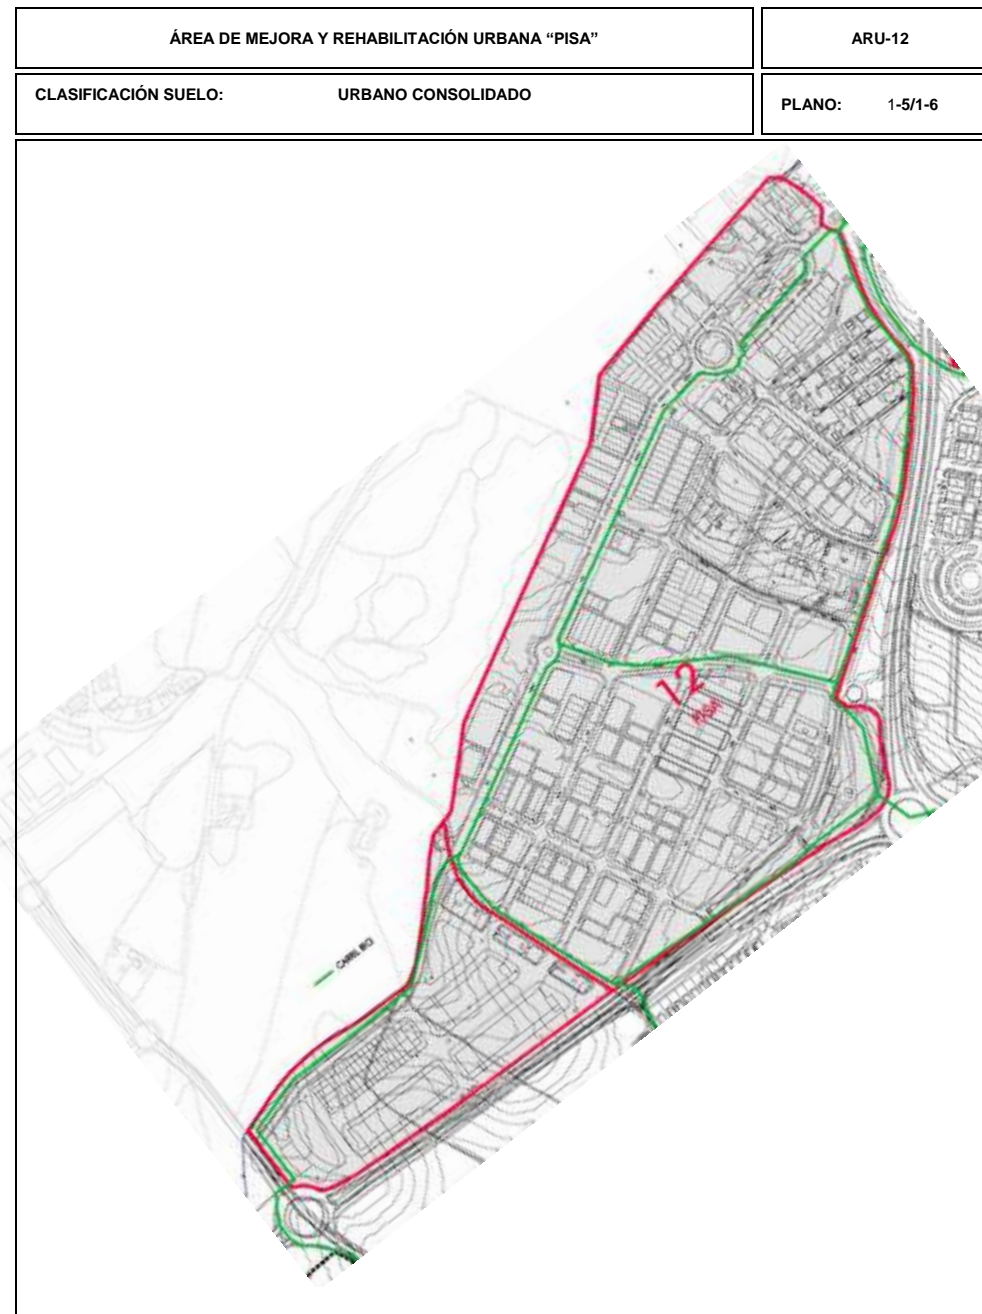 ÁREA DE MEJORA Y REHABILITACIÓN URBANA “PISA”
ARU-12
CLASIFICACIÓN SUELO: URBANO CONSOLIDADO
PLANO: 1-5/1-6
12
PISA
CARRIL BICI